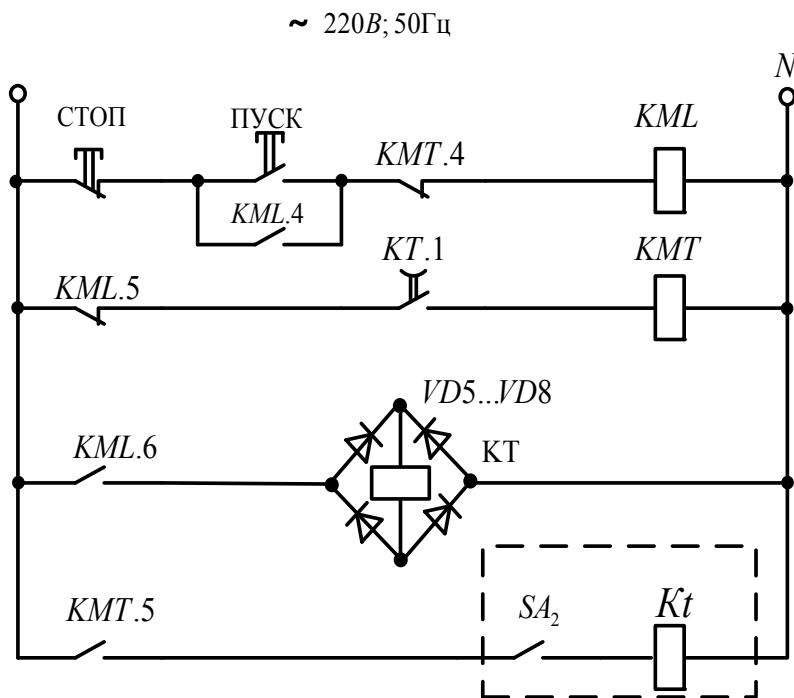 ~ 220В; 50Гц
N
СТОП
ПУСК
KMT.4
KML
KML.4
KML.5
KT.1
KMT
VD5...VD8
KML.6
KT
KMT.5
SA₂
Kt